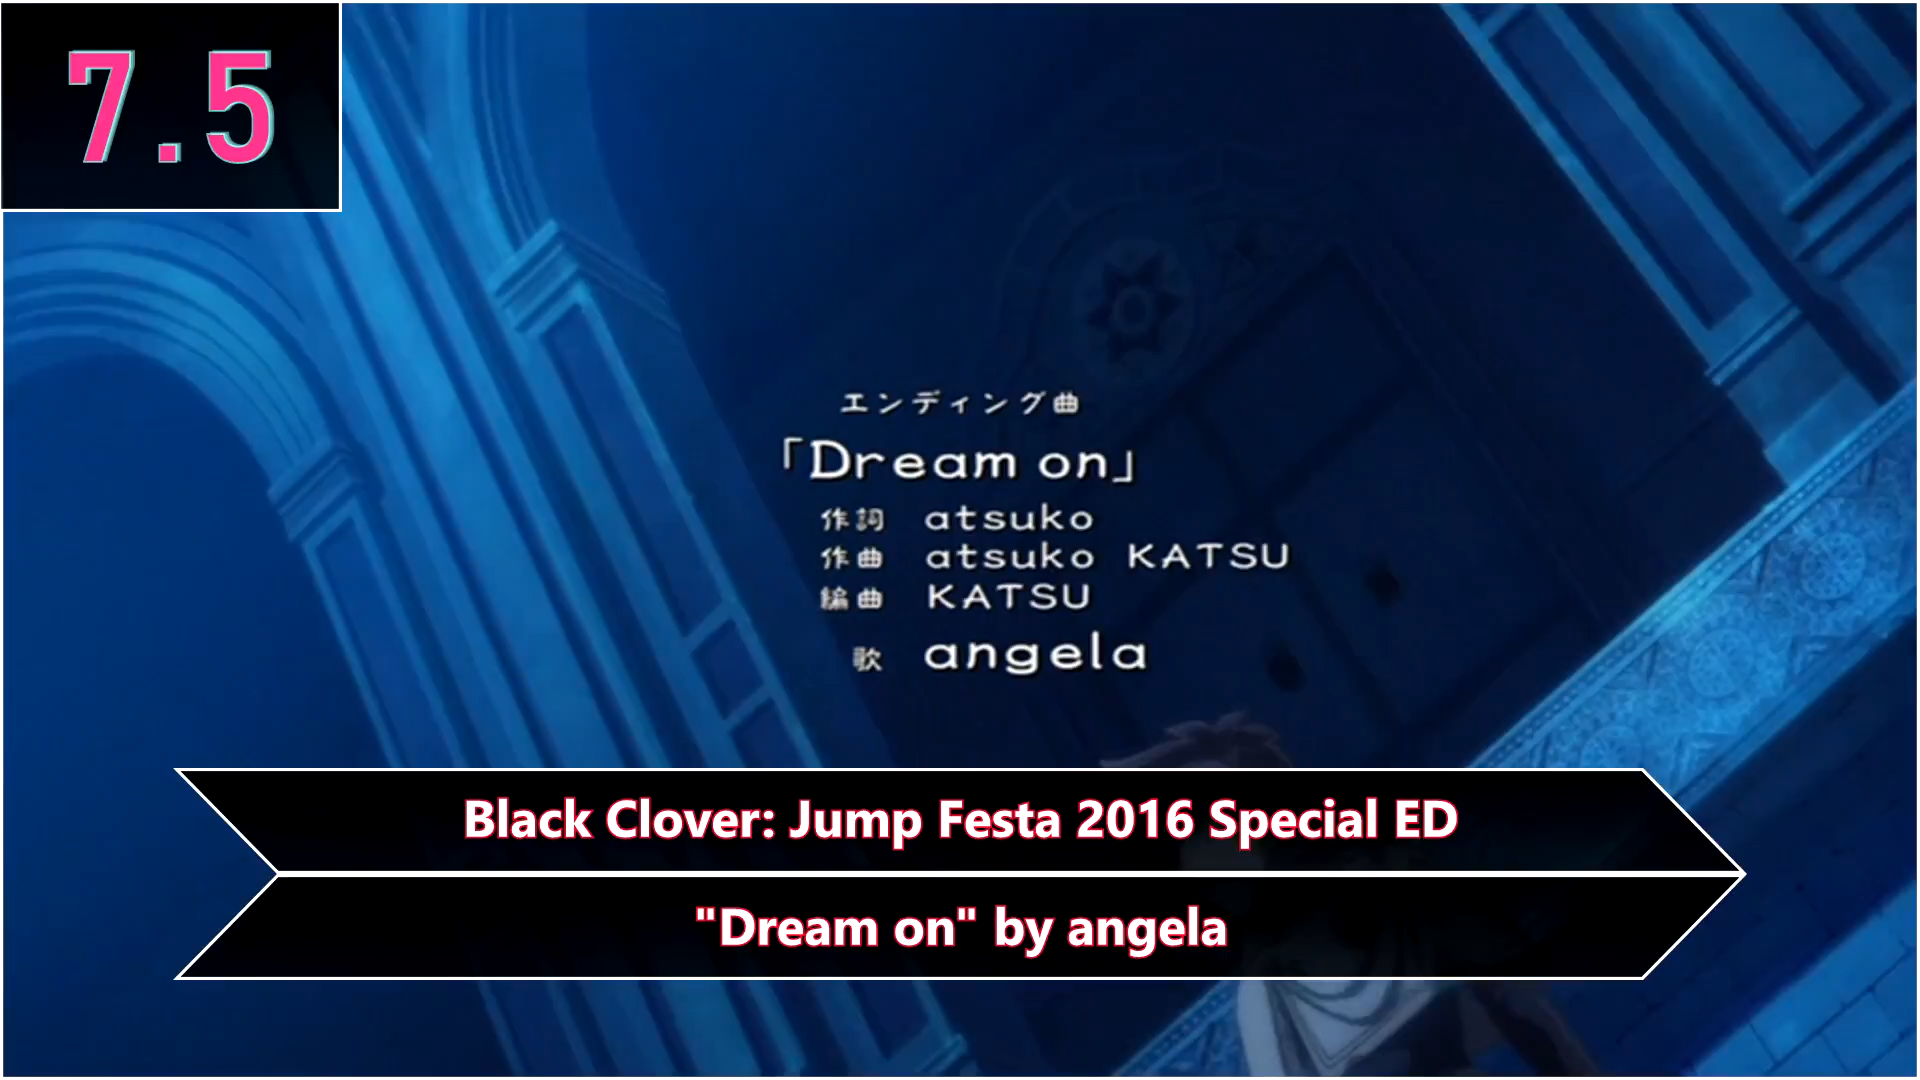 7.5
エンディング曲
「Dream on」
作詞 atsuko
作曲 atsuko KATSU
編曲 KATSU
歌 angela
Black Clover: Jump Festa 2016 Special ED
"Dream on" by angela